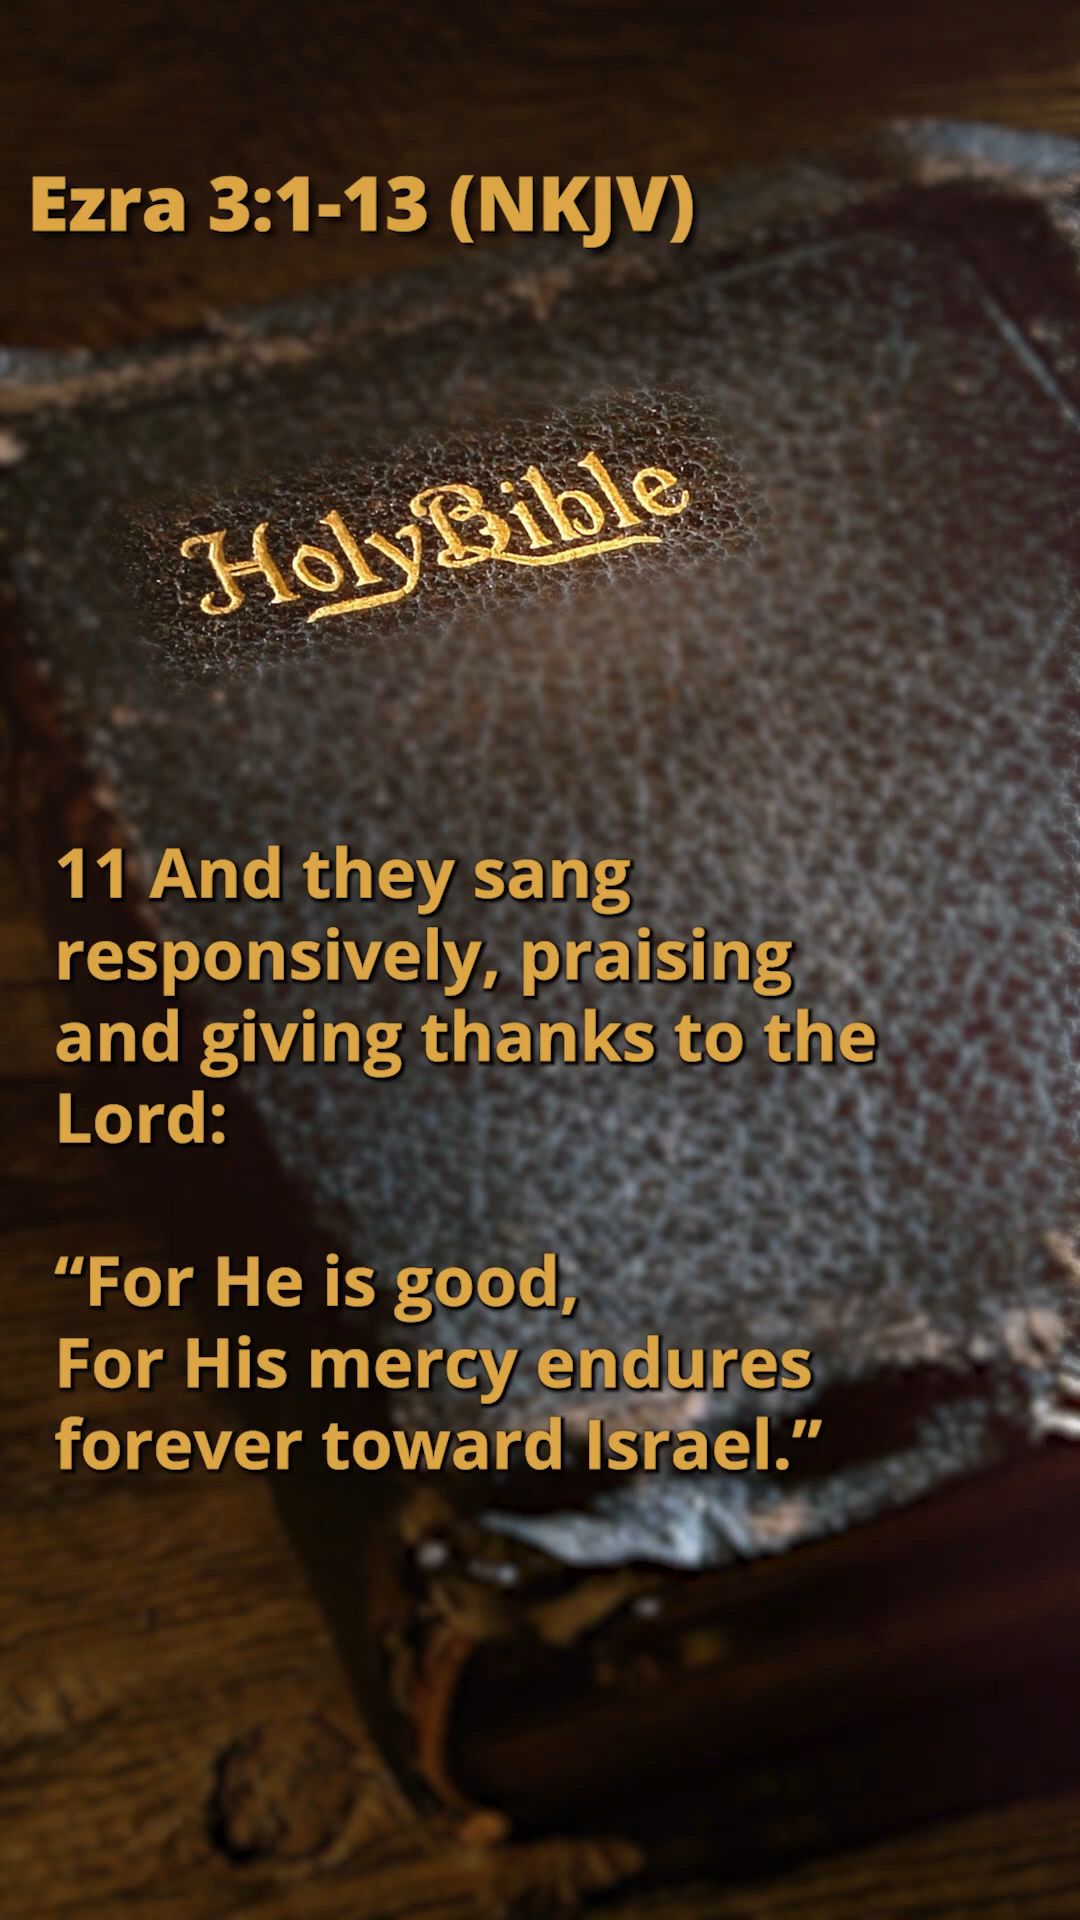 Ezra 3:1-13 (NKJV)
HolyBible
11 And they sang
responsively, praising
and giving thanks to the
Lord:
“For He is good,
For His mercy endures
forever toward Israel.”